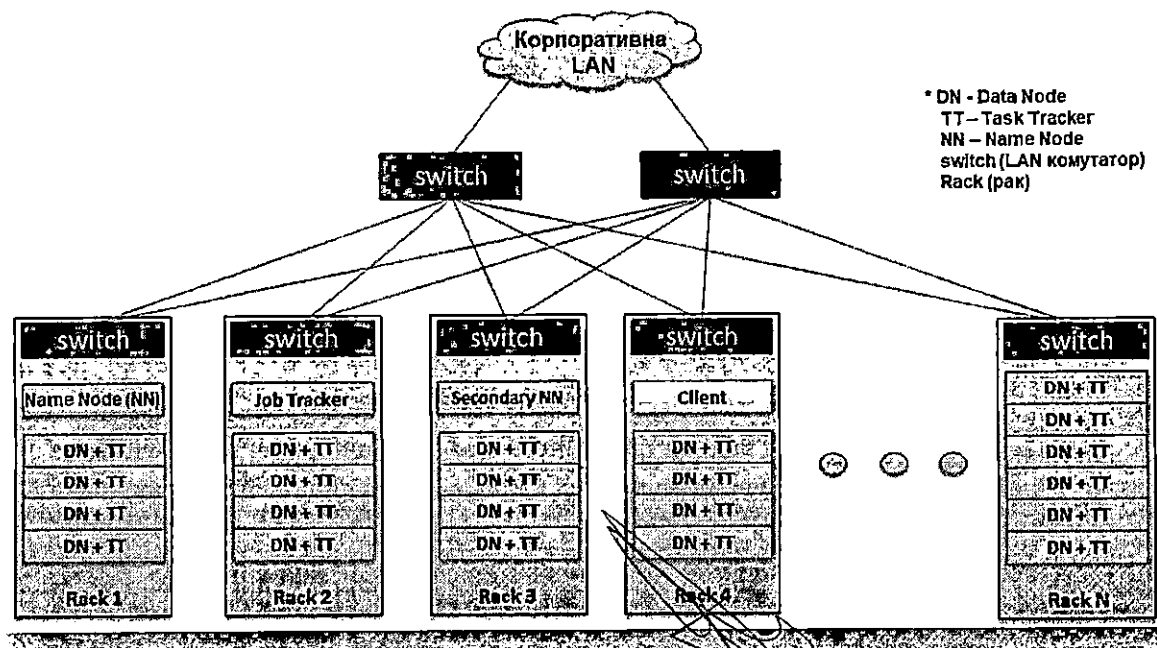 Корпоративна
LAN
* DN - Data Node
TT – Task Tracker
NN – Name Node
switch (LAN комутатор)
Rack (рак)
switch
switch
switch
Name Node (NN)
DN + TT
DN + TT
DN + TT
DN + TT
Rack 1
switch
Job Tracker
DN + TT
DN + TT
DN + TT
DN + TT
Rack 2
switch
Secondary NN
DN + TT
DN + TT
DN + TT
DN + TT
Rack 3
switch
Client
DN + TT
DN + TT
DN + TT
DN + TT
Rack 4
switch
DN + TT
DN + TT
DN + TT
DN + TT
DN + TT
DN + TT
Rack N